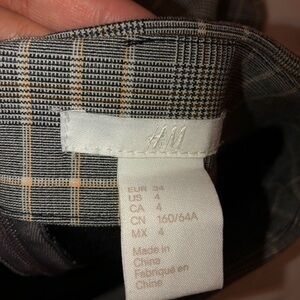 H&M
EUR 34
US 4
CA 4
CN 160/64A
MX 4
Made in
China
Fabriqué en
Chine